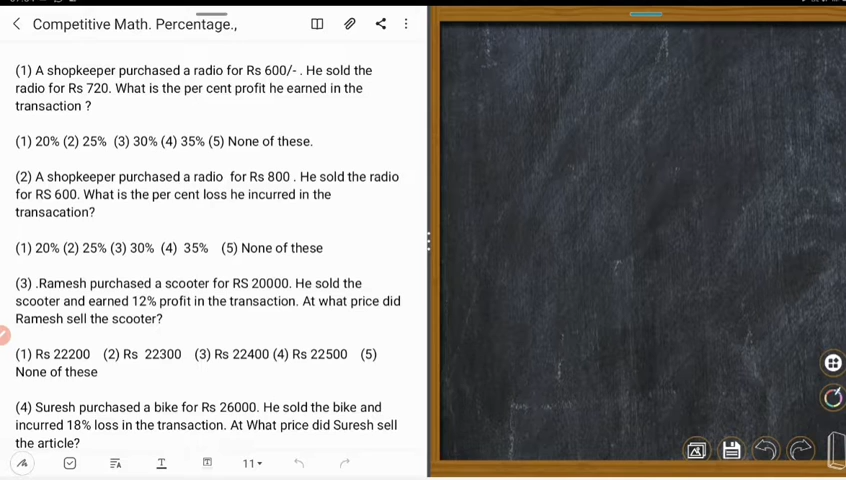 Competitive Math. Percentage.,
(1) A shopkeeper purchased a radio for Rs 600/- . He sold the
radio for Rs 720. What is the per cent profit he earned in the
transaction ?
(1) 20% (2) 25% (3) 30% (4) 35% (5) None of these.
(2) A shopkeeper purchased a radio for Rs 800 . He sold the radio
for RS 600. What is the per cent loss he incurred in the
transacation?
(1) 20% (2) 25% (3) 30% (4) 35% (5) None of these
(3) .Ramesh purchased a scooter for RS 20000. He sold the
scooter and earned 12% profit in the transaction. At what price did
Ramesh sell the scooter?
(1) Rs 22200 (2) Rs 22300 (3) Rs 22400 (4) Rs 22500 (5)
None of these
(4) Suresh purchased a bike for Rs 26000. He sold the bike and
incurred 18% loss in the transaction. At What price did Suresh sell
the article?
11